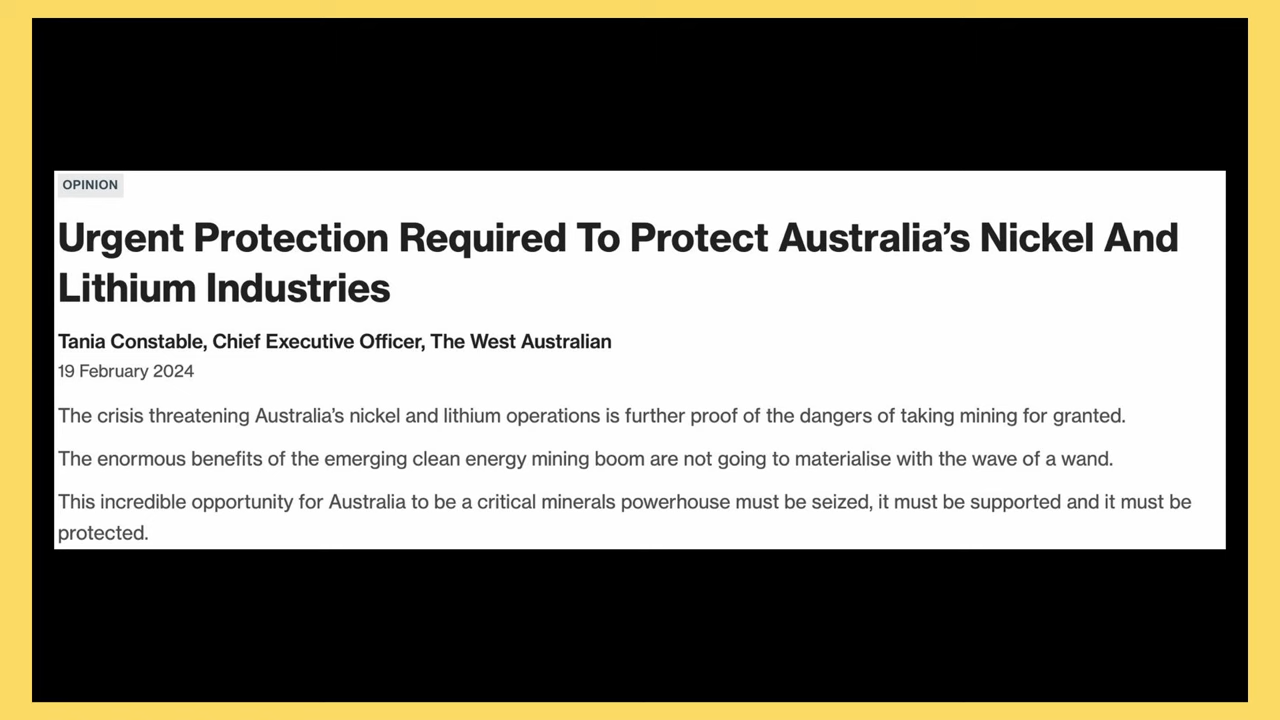 OPINION
Urgent Protection Required To Protect Australia’s Nickel And
Lithium Industries
Tania Constable, Chief Executive Officer, The West Australian
19 February 2024
The crisis threatening Australia’s nickel and lithium operations is further proof of the dangers of taking mining for granted.
The enormous benefits of the emerging clean energy mining boom are not going to materialise with the wave of a wand.
This incredible opportunity for Australia to be a critical minerals powerhouse must be seized, it must be supported and it must be
protected.